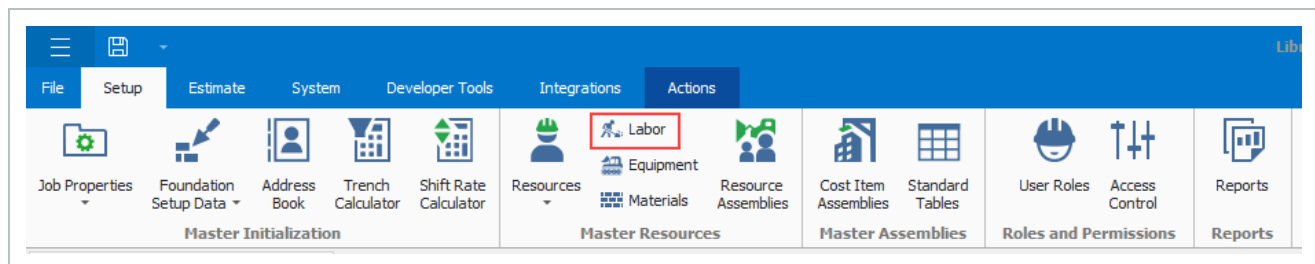 Libr
File Setup Estimate System Developer Tools Integrations Actions
Labor
Equipment
Materials
Job Properties Foundation Setup Data Address Book Trench Calculator Shift Rate Calculator Resources Resource Assemblies Cost Item Assemblies Standard Tables User Roles Access Control Reports
Master Initialization Master Resources Master Assemblies Roles and Permissions Reports